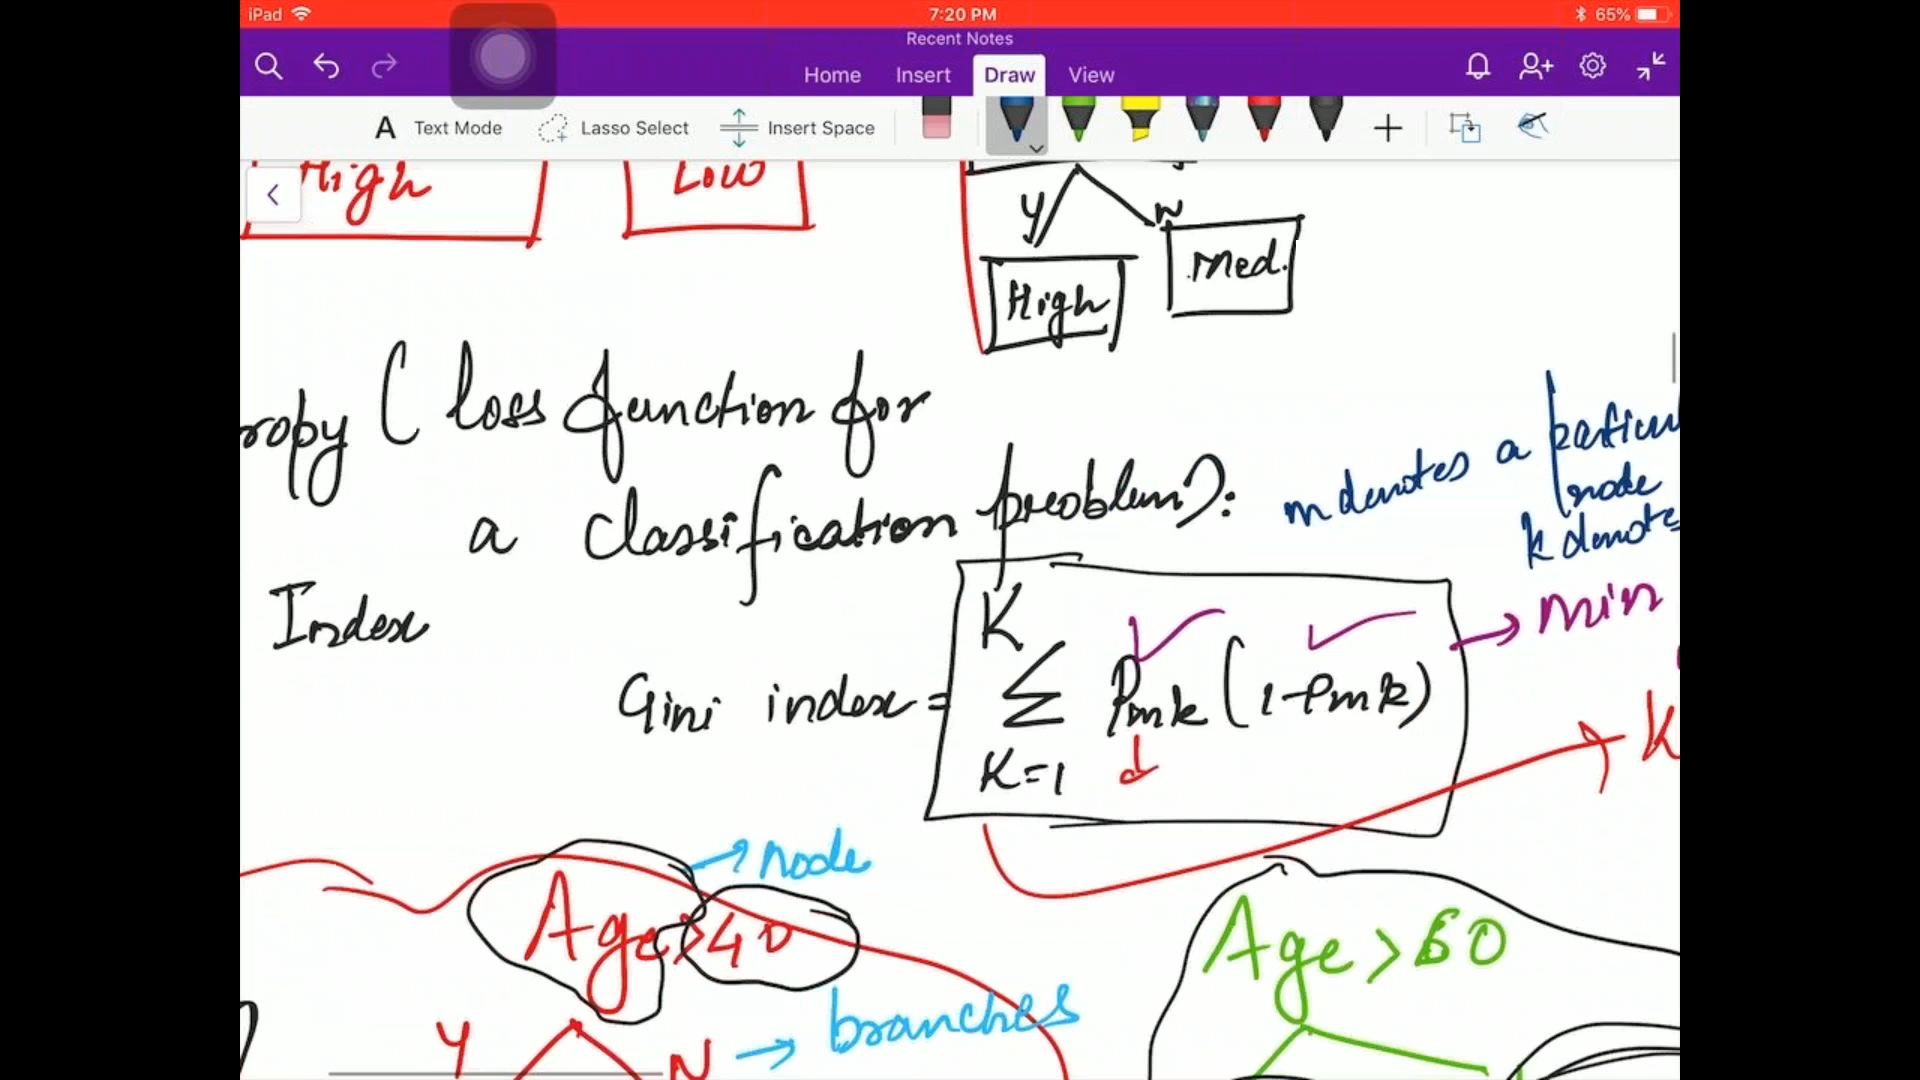 iPad 7:20 PM 65%
Recent Notes
Home Insert Draw View
A Text Mode Lasso Select Insert Space
High Low
Y N
High Med.
ropy ( loss function for
a classification problem):
m denotes a particu
node
k denote
Index
min
Gini index = K Σ K=1 Pmk (1-Pmk)
K
d
node
Age > 40
Age > 60
branches
Y N